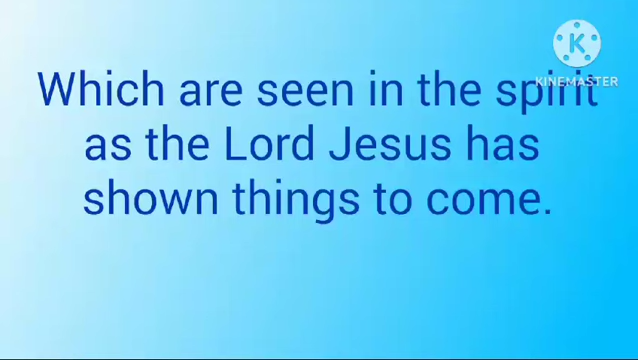 Which are seen in the spirit
as the Lord Jesus has
shown things to come.
K
KINEMASTER